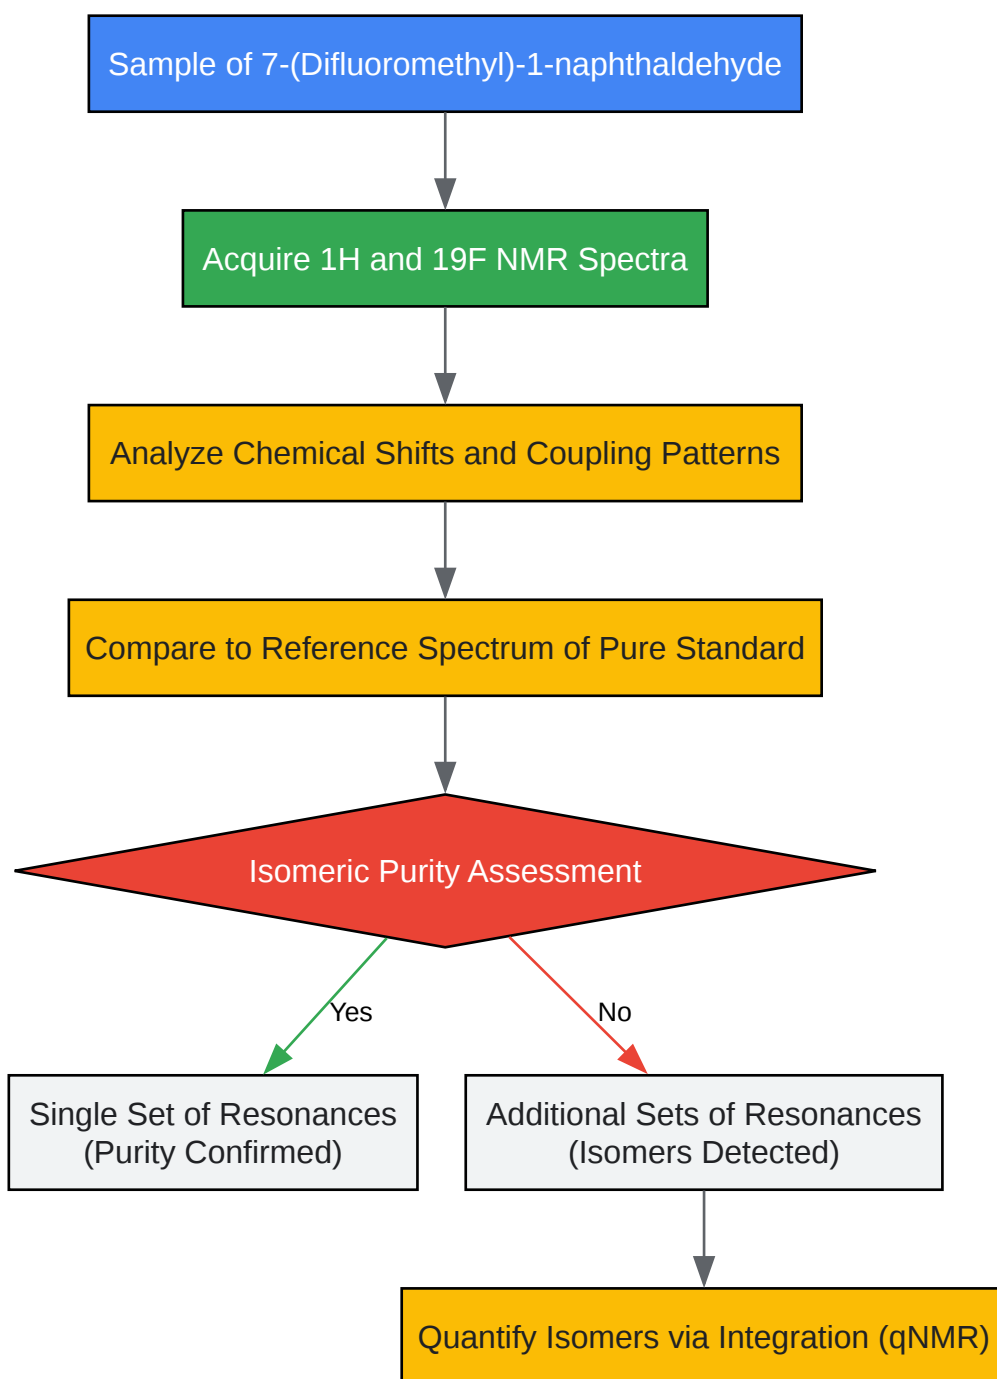 Sample of 7-(Difluoromethyl)-1-naphthaldehyde
Acquire 1H and 19F NMR Spectra
Analyze Chemical Shifts and Coupling Patterns
Compare to Reference Spectrum of Pure Standard
Isomeric Purity Assessment
Yes
No
Single Set of Resonances
(Purity Confirmed)
Additional Sets of Resonances
(Isomers Detected)
Quantify Isomers via Integration (qNMR)